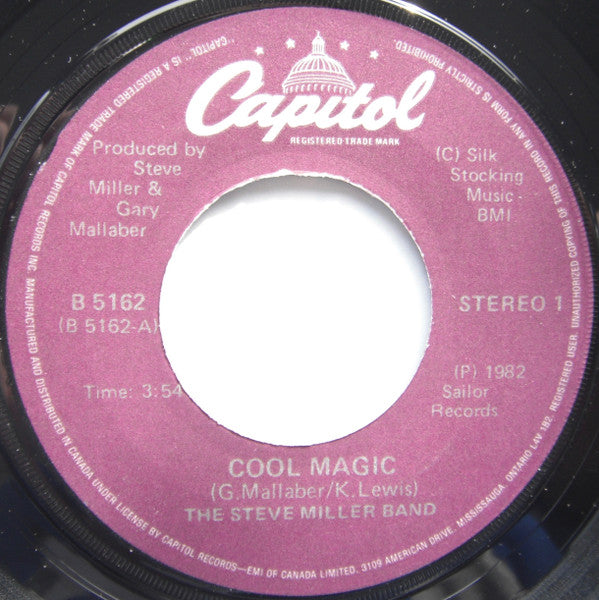 Capitol
REGISTERED TRADE MARK
Produced by
Steve
Miller &
Gary
Mallaber
(C) Silk
Stocking
Music -
BMI
B 5162
(B 5162-A)
STEREO 1
Time: 3:54
(P) 1982
Sailor
Records
COOL MAGIC
(G. Mallaber/K. Lewis)
THE STEVE MILLER BAND
"CAPITOL" IS A REGISTERED TRADE MARK OF CAPITOL RECORDS INC. MANUFACTURED AND DISTRIBUTED IN CANADA UNDER LICENSE BY CAPITOL RECORDS—EMI OF CANADA LIMITED. 3109 AMERICAN DRIVE, MISSISSAUGA, ONTARIO L4V 1B2. REGISTERED USER. UNAUTHORIZED COPYING OF THIS RECORD IN ANY FORM IS STRICTLY PROHIBITED.